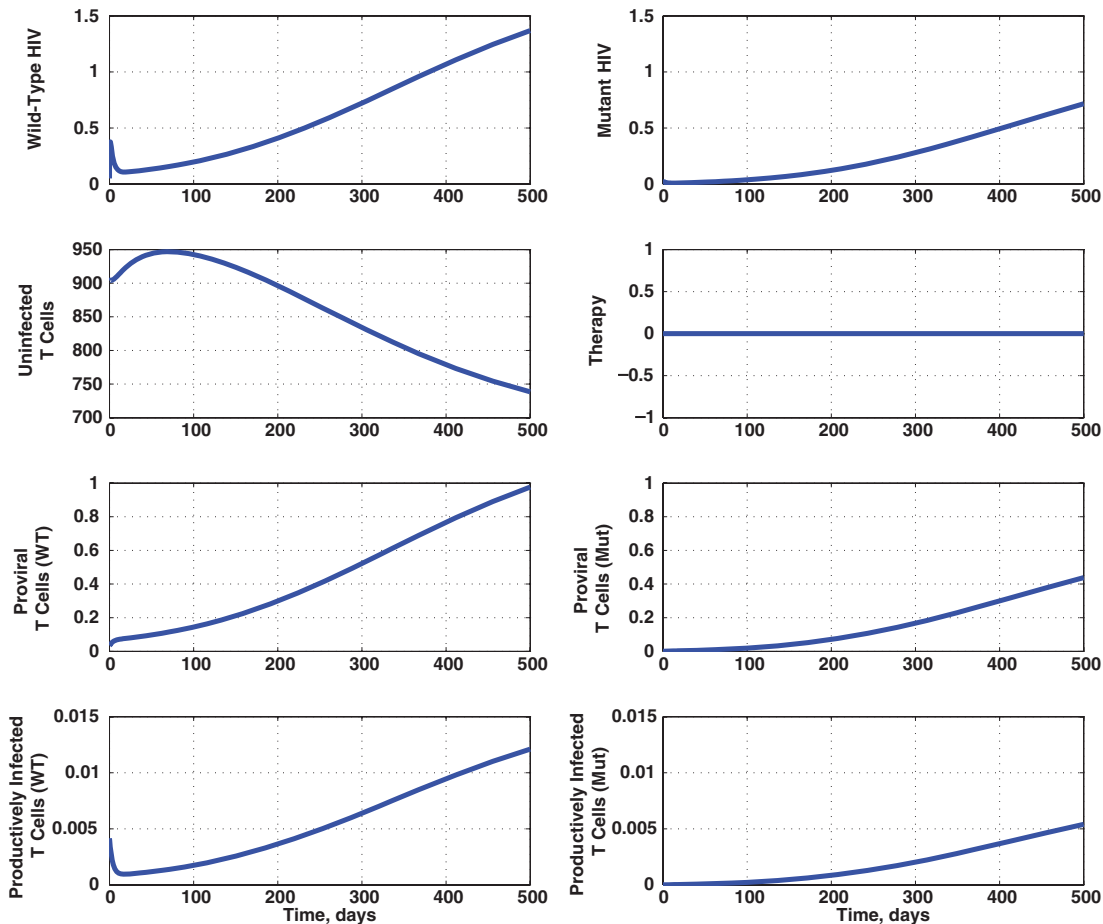 Wild-Type HIV
1.5
1
0.5
0
0 100 200 300 400 500
Mutant HIV
1.5
1
0.5
0
0 100 200 300 400 500
Uninfected
T Cells
950
900
850
800
750
700
0 100 200 300 400 500
Therapy
1
0.5
0
−0.5
−1
0 100 200 300 400 500
Proviral
T Cells (WT)
1
0.8
0.6
0.4
0.2
0
0 100 200 300 400 500
Proviral
T Cells (Mut)
1
0.8
0.6
0.4
0.2
0
0 100 200 300 400 500
Productively Infected
T Cells (WT)
0.015
0.01
0.005
0
0 100 200 300 400 500
Time, days
Productively Infected
T Cells (Mut)
0.015
0.01
0.005
0
0 100 200 300 400 500
Time, days